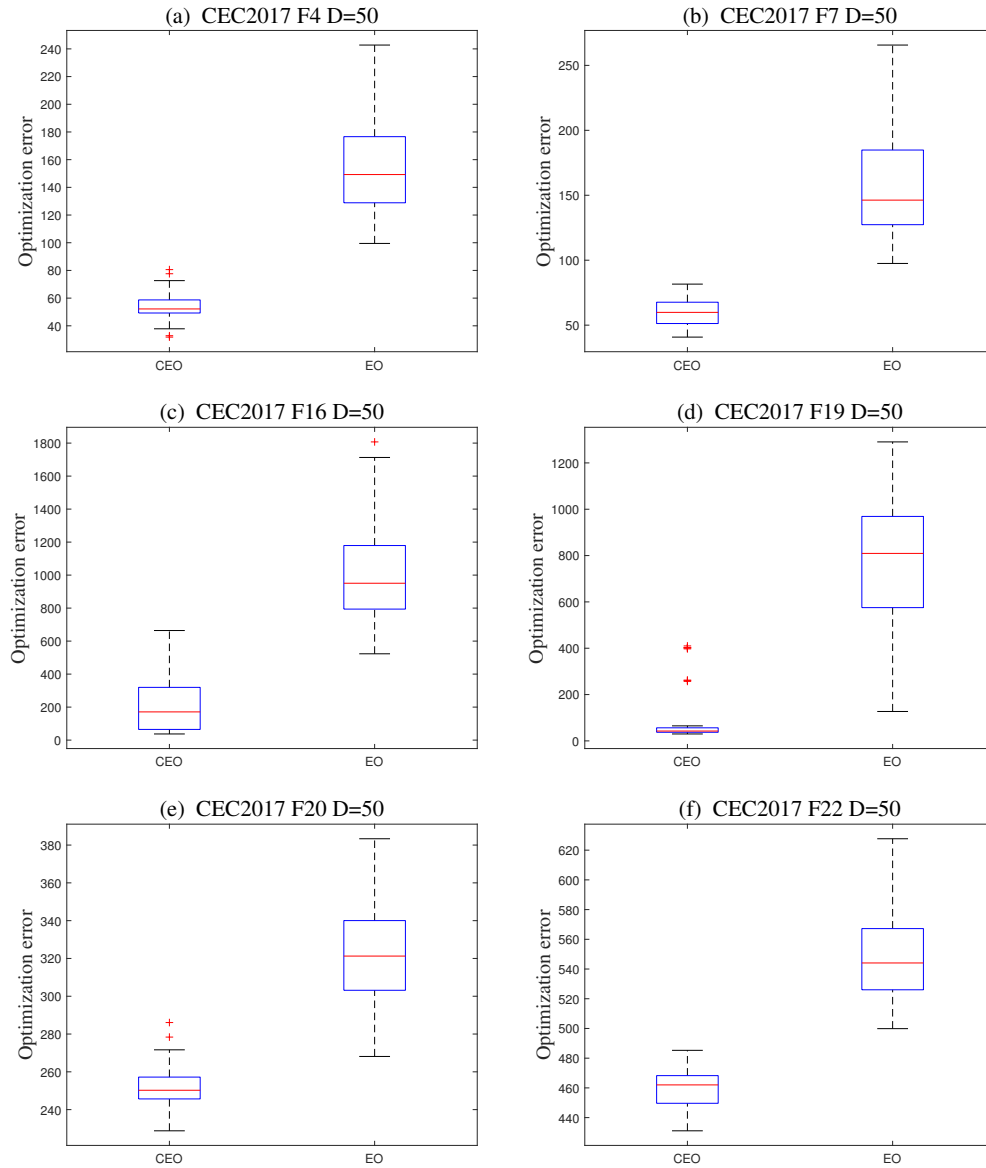 (a) CEC2017 F4 D=50
Optimization error
240
220
200
180
160
140
120
100
80
60
40
CEO
EO
(b) CEC2017 F7 D=50
Optimization error
250
200
150
100
50
CEO
EO
(c) CEC2017 F16 D=50
Optimization error
1800
1600
1400
1200
1000
800
600
400
200
0
CEO
EO
(d) CEC2017 F19 D=50
Optimization error
1200
1000
800
600
400
200
0
CEO
EO
(e) CEC2017 F20 D=50
Optimization error
380
360
340
320
300
280
260
240
CEO
EO
(f) CEC2017 F22 D=50
Optimization error
620
600
580
560
540
520
500
480
460
440
CEO
EO